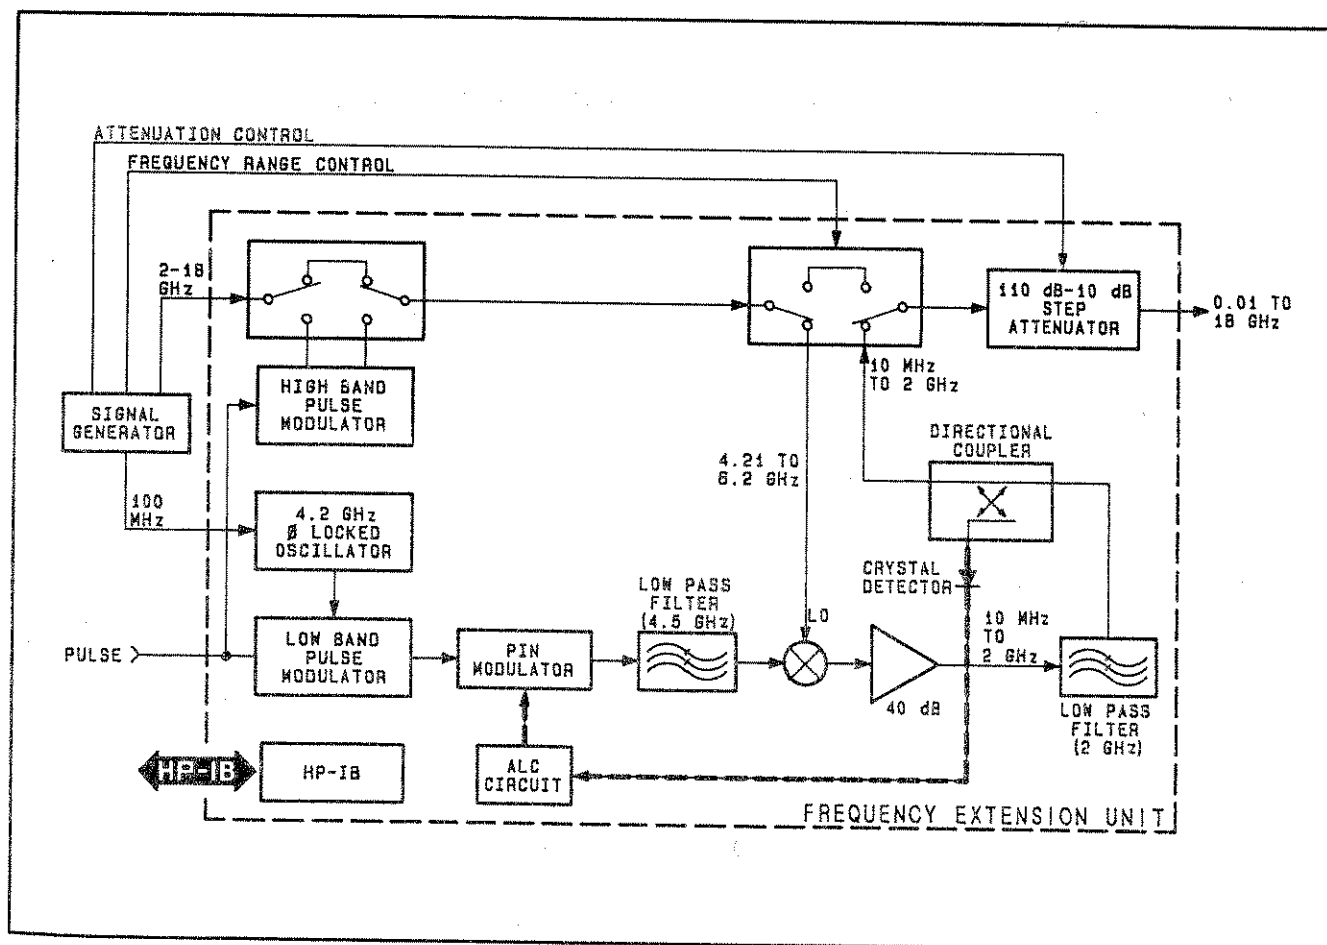 ATTENUATION CONTROL
FREQUENCY RANGE CONTROL
2-18
GHz
110 dB-10 dB
STEP
ATTENUATOR
0.01 TO
18 GHz
10 MHz
TO 2 GHz
SIGNAL
GENERATOR
HIGH BAND
PULSE
MODULATOR
DIRECTIONAL
COUPLER
4.21 TO
6.2 GHz
100
MHz
4.2 GHz
Ø LOCKED
OSCILLATOR
CRYSTAL
DETECTOR
LOW PASS
FILTER
(4.5 GHz)
LO
10 MHz
TO
2 GHz
PULSE
LOW BAND
PULSE
MODULATOR
PIN
MODULATOR
40 dB
LOW PASS
FILTER
(2 GHz)
HP-IB
HP-IB
ALC
CIRCUIT
FREQUENCY EXTENSION UNIT